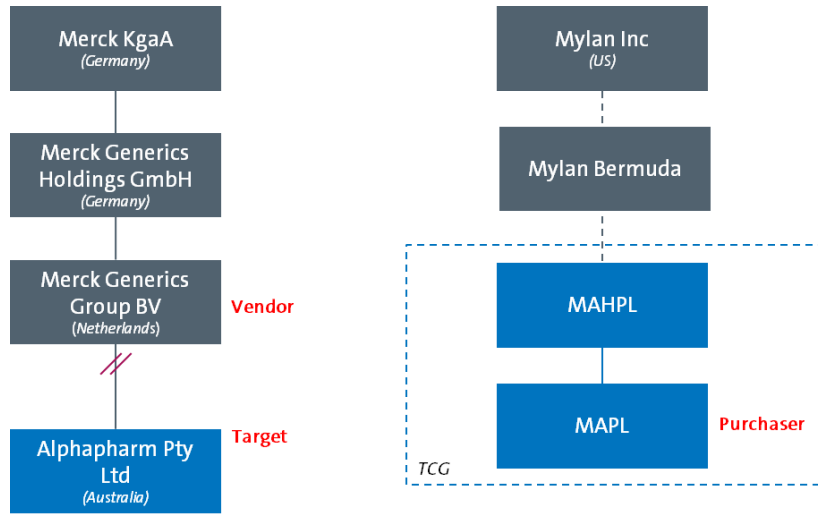 Merck KgaA
(Germany)
Merck Generics
Holdings GmbH
(Germany)
Merck Generics
Group BV
(Netherlands)
Vendor
Alphapharm Pty
Ltd
(Australia)
Target
Mylan Inc
(US)
Mylan Bermuda
MAHPL
MAPL
Purchaser
TCG